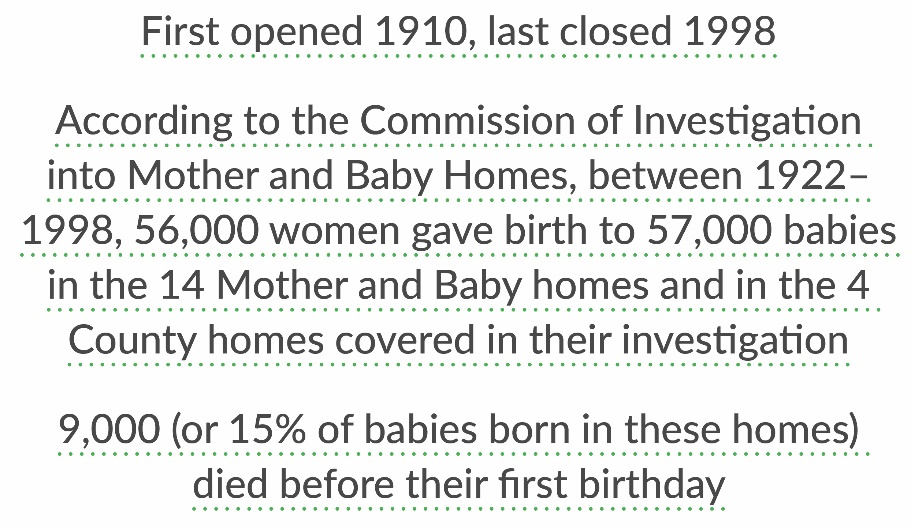 First opened 1910, last closed 1998
According to the Commission of Investigation
into Mother and Baby Homes, between 1922–
1998, 56,000 women gave birth to 57,000 babies
in the 14 Mother and Baby homes and in the 4
County homes covered in their investigation
9,000 (or 15% of babies born in these homes)
died before their first birthday